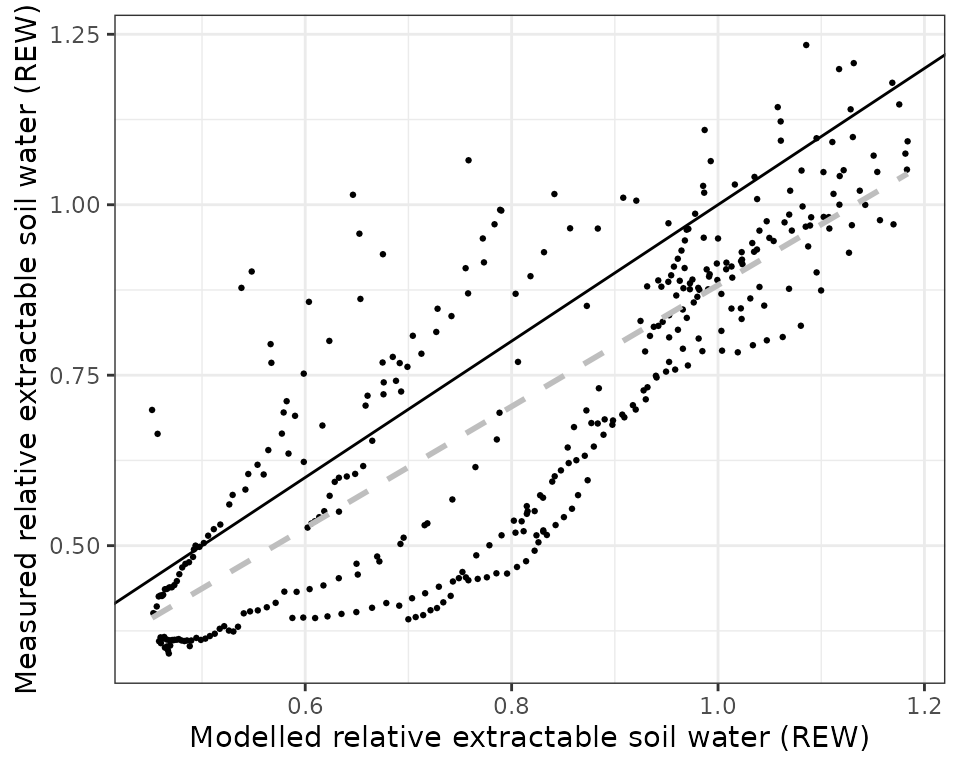 Measured relative extractable soil water (REW)
1.25
1.00
0.75
0.50
0.6 0.8 1.0 1.2
Modelled relative extractable soil water (REW)